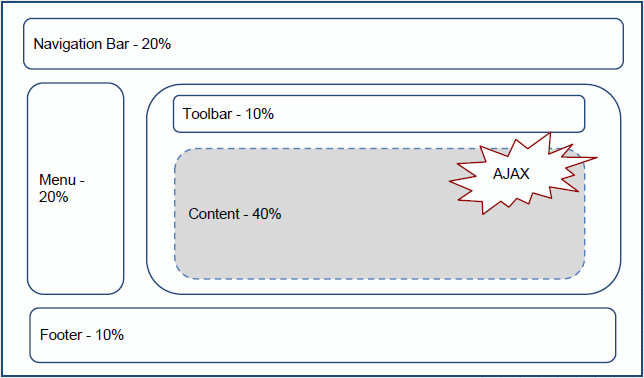 Navigation Bar - 20%
Toolbar - 10%
AJAX
Menu -
20%
Content - 40%
Footer - 10%